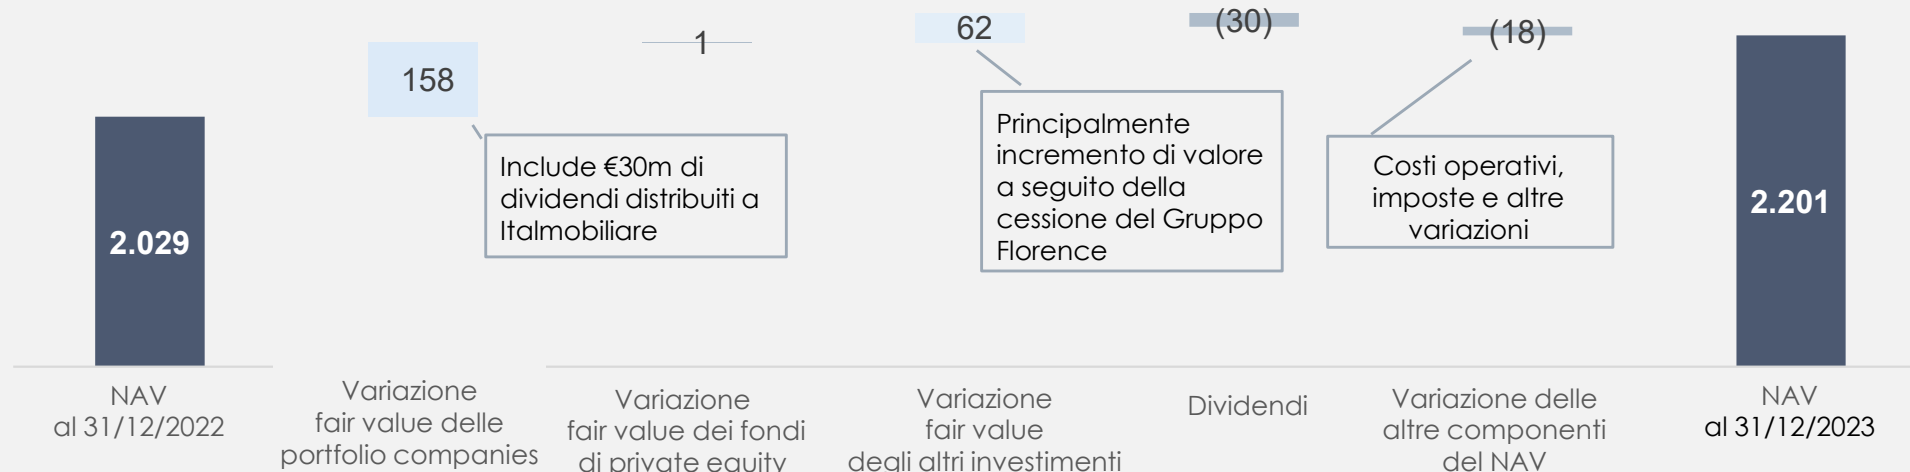 158
1
62
(30)
(18)
2.029
2.201
Include €30m di
dividendi distribuiti a
Italmobiliare
Principalmente
incremento di valore
a seguito della
cessione del Gruppo
Florence
Costi operativi,
imposte e altre
variazioni
NAV
al 31/12/2022
Variazione
fair value delle
portfolio companies
Variazione
fair value dei fondi
di private equity
Variazione
fair value
degli altri investimenti
Dividendi
Variazione delle
altre componenti
del NAV
NAV
al 31/12/2023